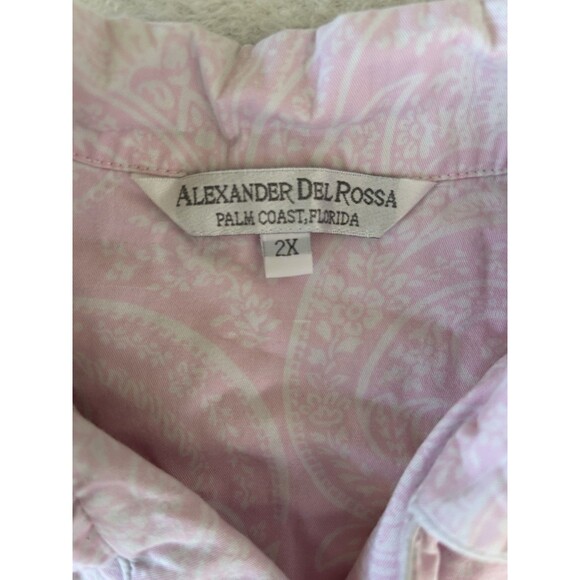 ALEXANDER DEL ROSSA
PALM COAST, FLORIDA
2X